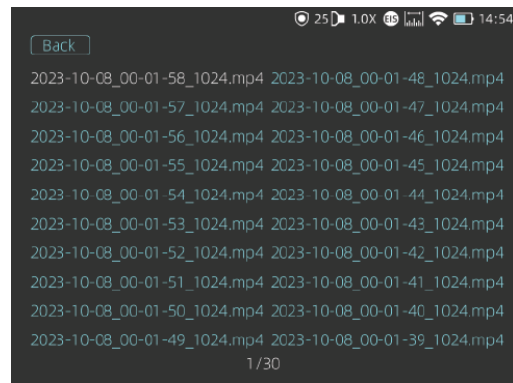 25 1.0X EIS 14:54
Back
2023-10-08_00-01-58_1024.mp4 2023-10-08_00-01-48_1024.mp4
2023-10-08_00-01-57_1024.mp4 2023-10-08_00-01-47_1024.mp4
2023-10-08_00-01-56_1024.mp4 2023-10-08_00-01-46_1024.mp4
2023-10-08_00-01-55_1024.mp4 2023-10-08_00-01-45_1024.mp4
2023-10-08_00-01-54_1024.mp4 2023-10-08_00-01-44_1024.mp4
2023-10-08_00-01-53_1024.mp4 2023-10-08_00-01-43_1024.mp4
2023-10-08_00-01-52_1024.mp4 2023-10-08_00-01-42_1024.mp4
2023-10-08_00-01-51_1024.mp4 2023-10-08_00-01-41_1024.mp4
2023-10-08_00-01-50_1024.mp4 2023-10-08_00-01-40_1024.mp4
2023-10-08_00-01-49_1024.mp4 2023-10-08_00-01-39_1024.mp4
1/30